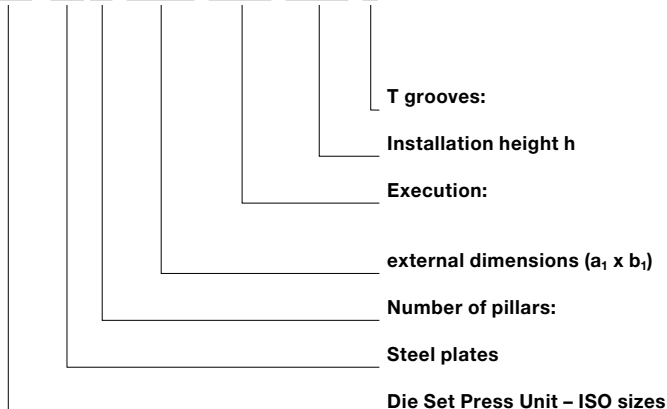 T grooves:
Installation height h
Execution:
external dimensions (a₁ x b₁)
Number of pillars:
Steel plates
Die Set Press Unit – ISO sizes